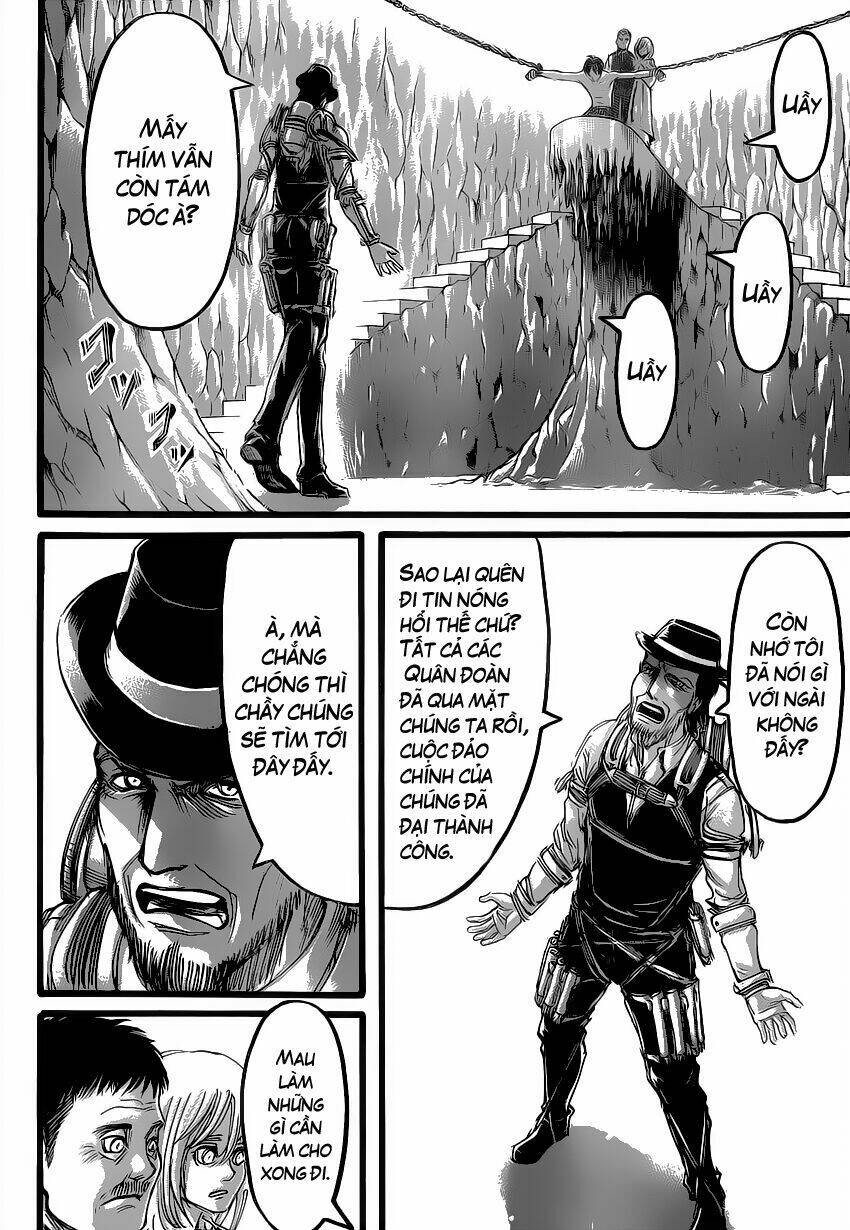 UẦY
UẦY
UẦY
MẤY
THÍM VẪN
CÒN TÁM
DÓC À?
コッ
コッ
CÒN
NHỚ TÔI
ĐÃ NÓI GÌ
VỚI NGÀI
KHÔNG
ĐẤY?
SAO LẠI QUÊN
ĐI TIN NÓNG
HỔI THẾ CHỨ?
TẤT CẢ CÁC
QUÂN ĐOÀN
ĐÃ QUA MẶT
CHÚNG TA RỒI,
CUỘC ĐẢO
CHÍNH CỦA
CHÚNG ĐÃ
ĐẠI THÀNH
CÔNG.
À, MÀ
CHẲNG
CHÓNG THÌ
CHẦY CHÚNG
SẼ TÌM TỚI
ĐÂY ĐẤY.
MAU
LÀM
NHỮNG
GÌ CẦN
LÀM CHO
XONG ĐI.